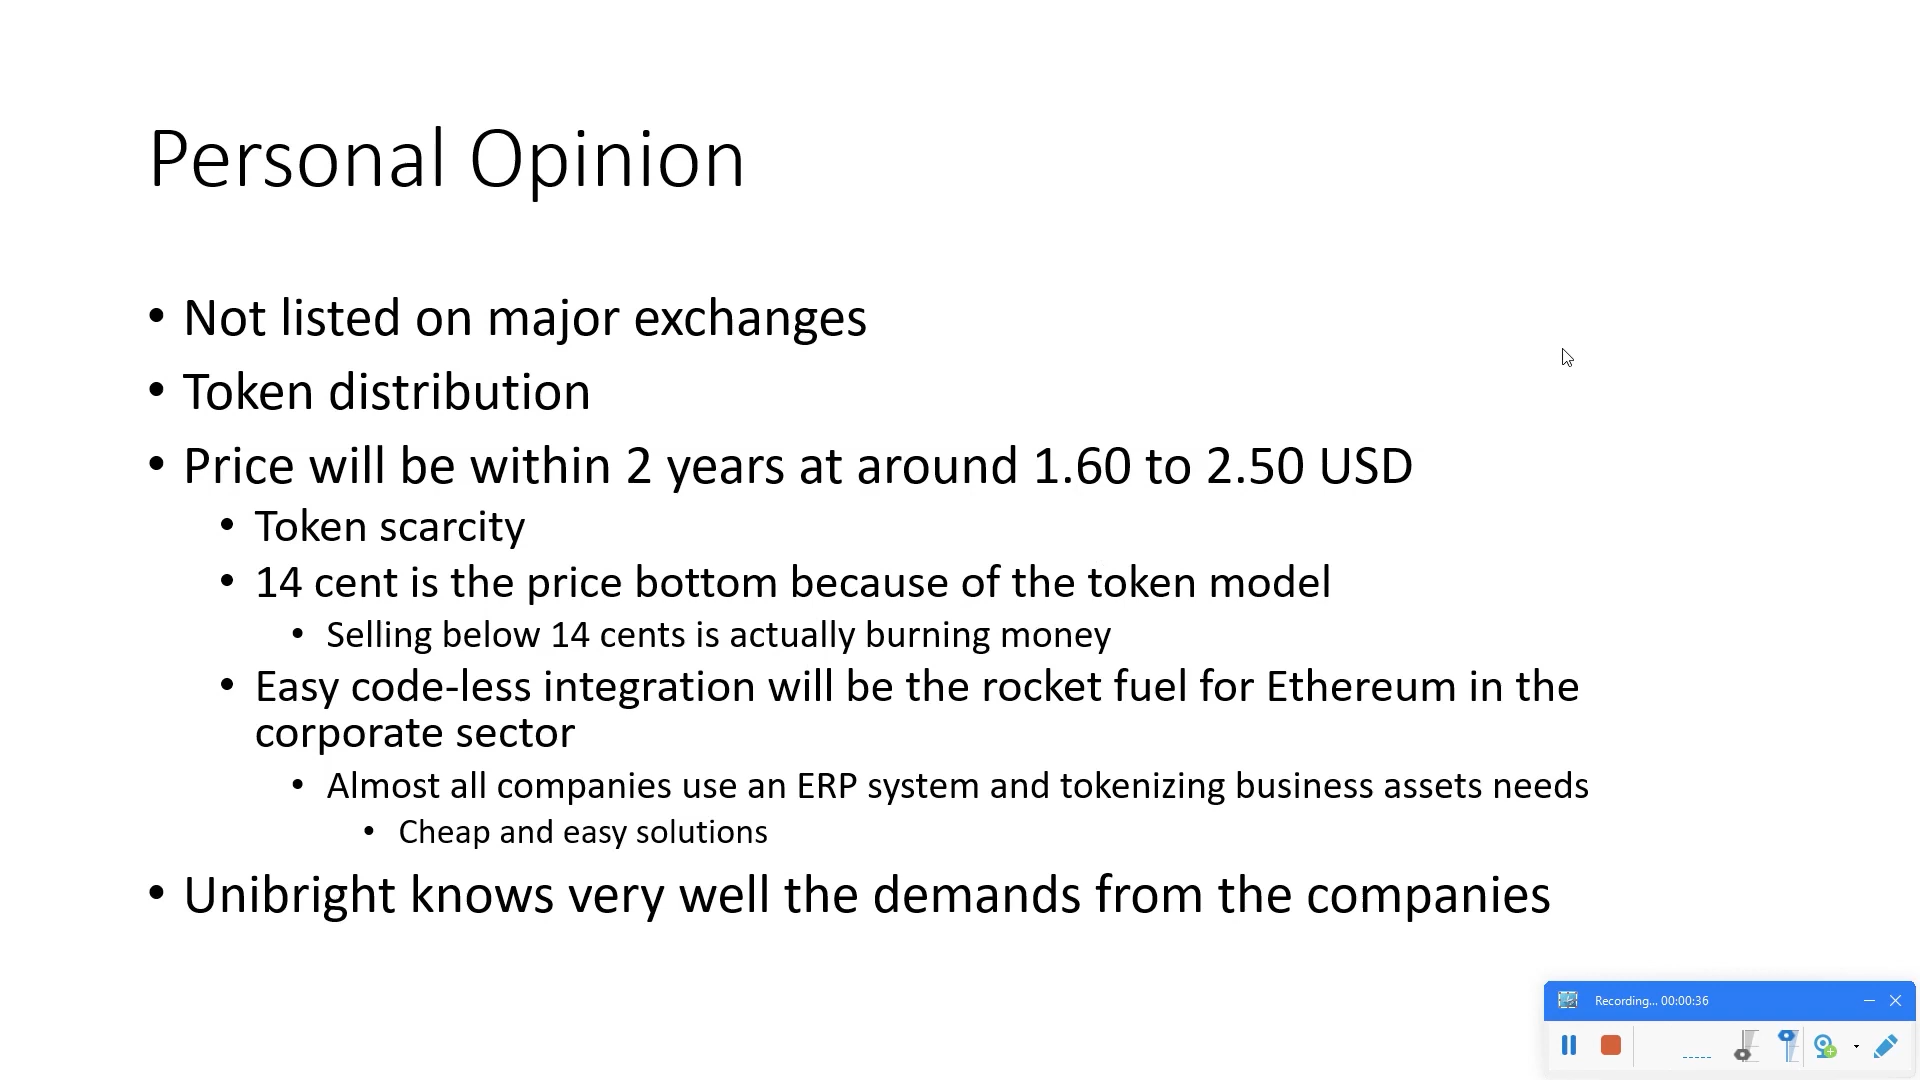 Personal Opinion
• Not listed on major exchanges
• Token distribution
• Price will be within 2 years at around 1.60 to 2.50 USD
• Token scarcity
• 14 cent is the price bottom because of the token model
• Selling below 14 cents is actually burning money
• Easy code-less integration will be the rocket fuel for Ethereum in the
corporate sector
• Almost all companies use an ERP system and tokenizing business assets needs
• Cheap and easy solutions
• Unibright knows very well the demands from the companies
Recording... 00:00:36